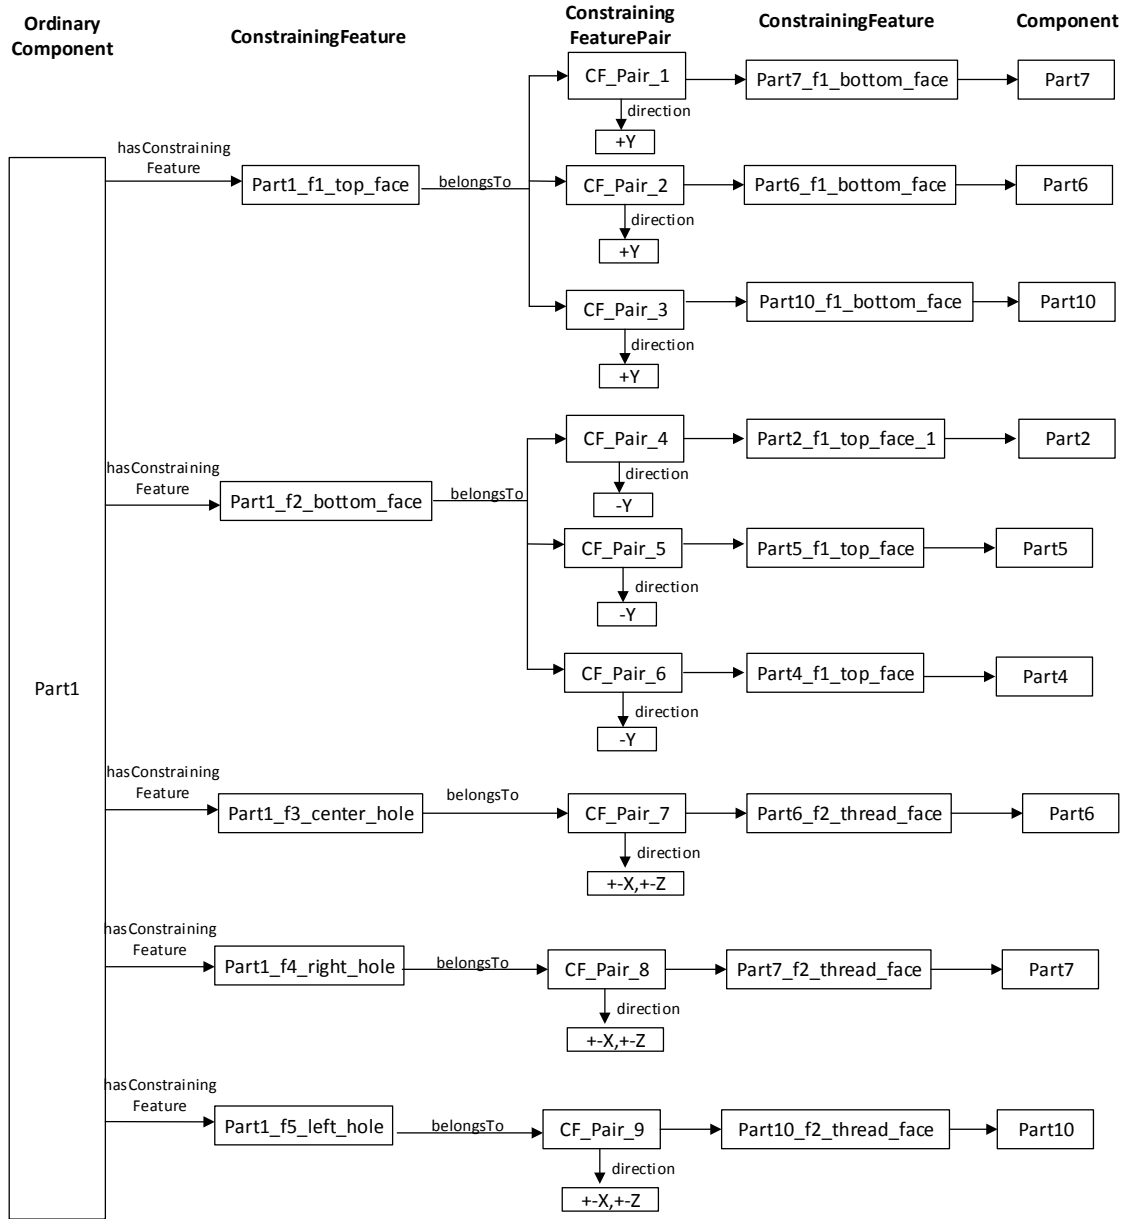 Ordinary
Component
ConstrainingFeature
Constraining
FeaturePair
ConstrainingFeature
Component
CF_Pair_1
Part7_f1_bottom_face
Part7
direction
+Y
hasConstraining
Feature
Part1_f1_top_face
belongsTo
CF_Pair_2
Part6_f1_bottom_face
Part6
direction
+Y
CF_Pair_3
Part10_f1_bottom_face
Part10
direction
+Y
CF_Pair_4
Part2_f1_top_face_1
Part2
direction
-Y
hasConstraining
Feature
Part1_f2_bottom_face
belongsTo
CF_Pair_5
Part5_f1_top_face
Part5
direction
-Y
Part1
CF_Pair_6
Part4_f1_top_face
Part4
direction
-Y
hasConstraining
Feature
Part1_f3_center_hole
belongsTo
CF_Pair_7
Part6_f2_thread_face
Part6
direction
+-X,+-Z
hasConstraining
Feature
Part1_f4_right_hole
belongsTo
CF_Pair_8
Part7_f2_thread_face
Part7
direction
+-X,+-Z
hasConstraining
Feature
Part1_f5_left_hole
belongsTo
CF_Pair_9
Part10_f2_thread_face
Part10
direction
+-X,+-Z